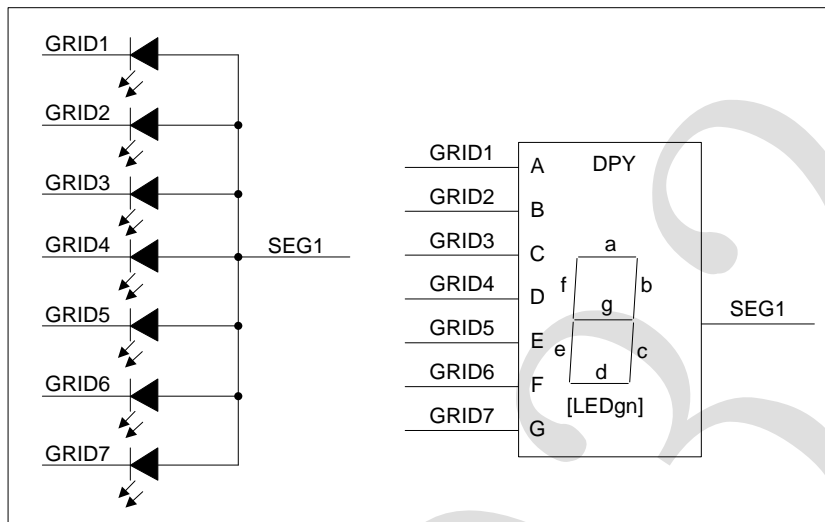 GRID1
GRID2
GRID3
GRID4
GRID5
GRID6
GRID7
SEG1
GRID1
GRID2
GRID3
GRID4
GRID5
GRID6
GRID7
A
B
C
D
E
F
G
DPY
a
f b
g
e c
d
[LEDgn]
SEG1